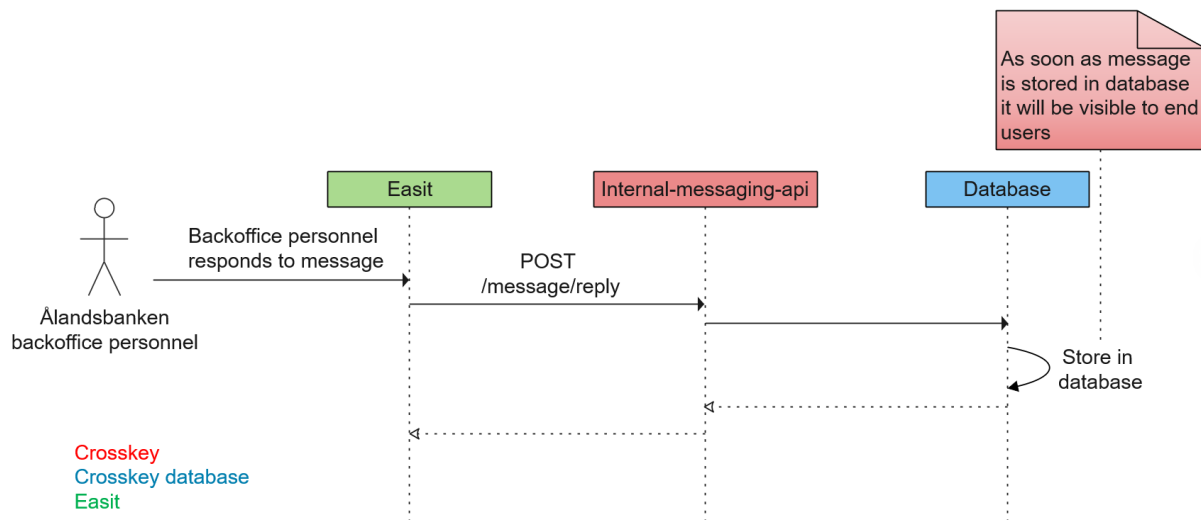 As soon as message
is stored in database
it will be visible to end
users
Easit
Internal-messaging-api
Database
Backoffice personnel
responds to message
POST
/message/reply
Ålandsbanken
backoffice personnel
Store in
database
Crosskey
Crosskey database
Easit